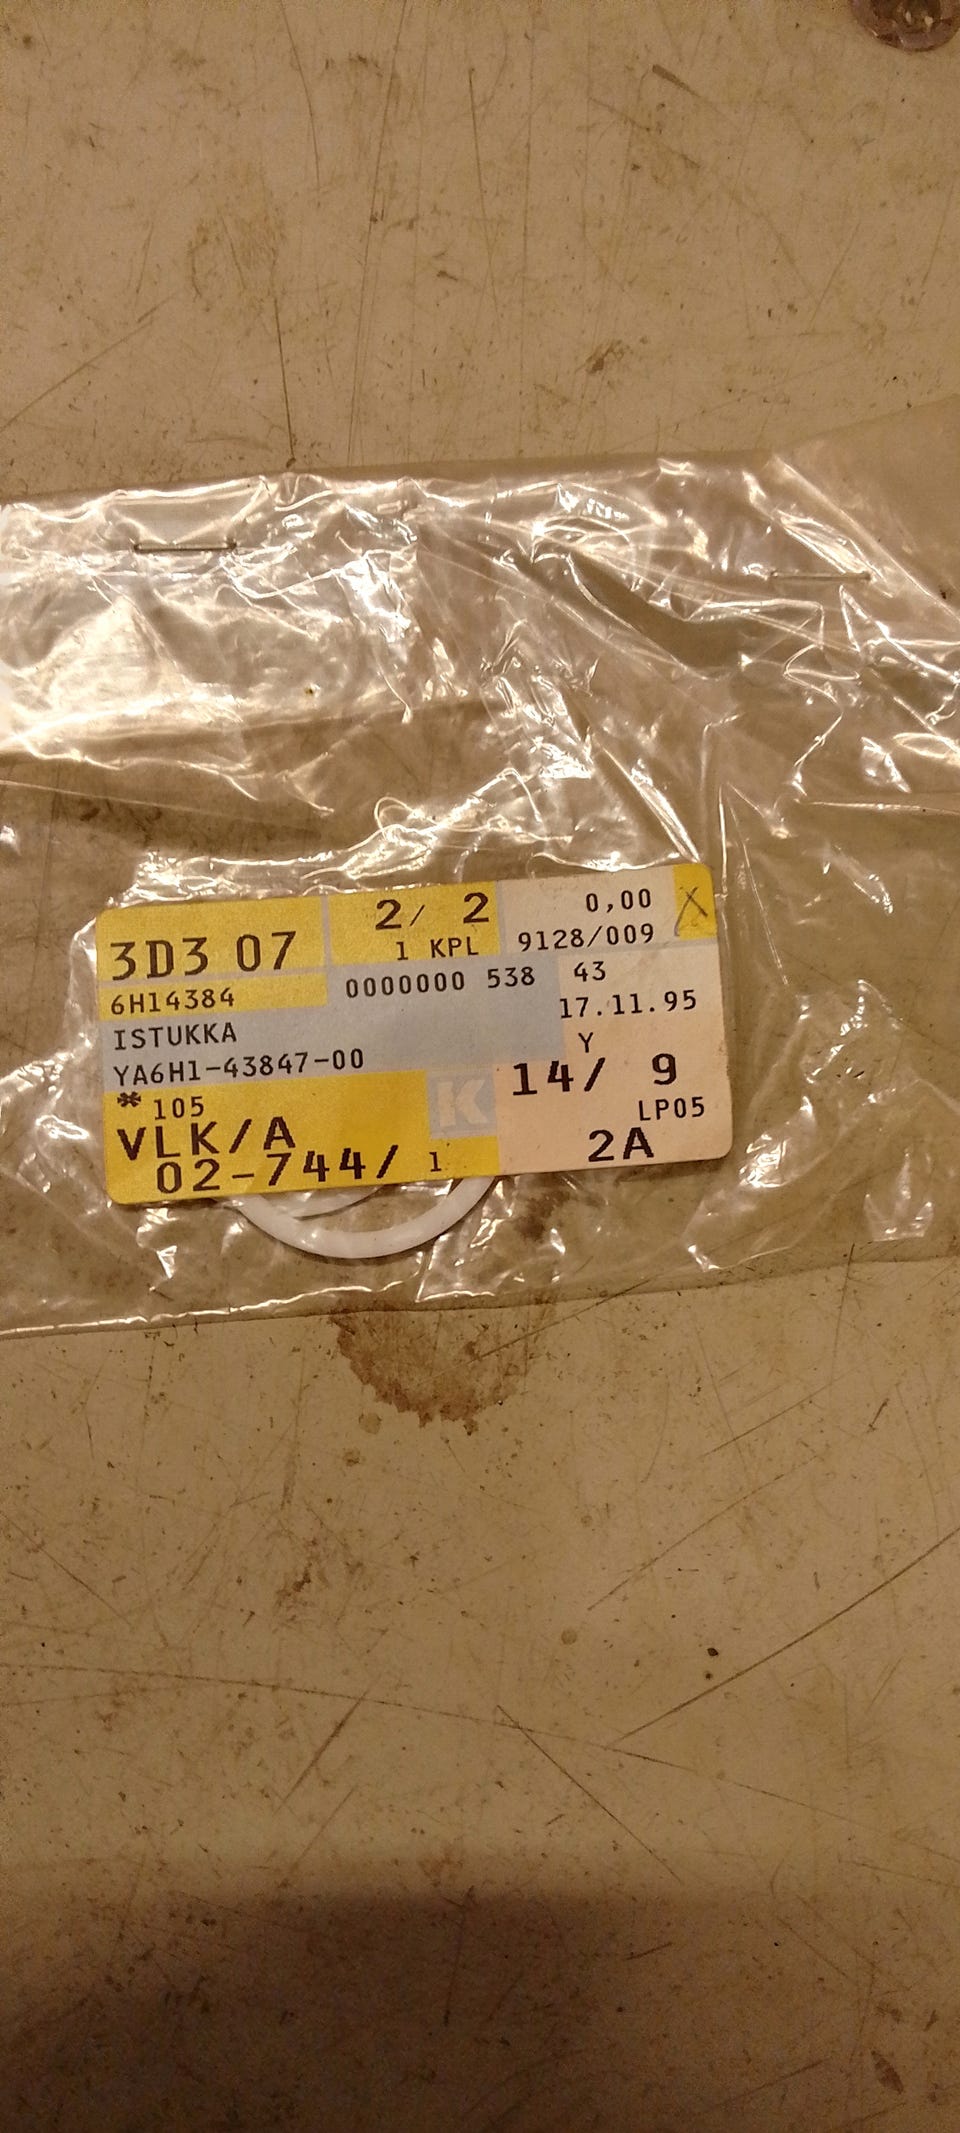 3D3 07
2/ 2
1 KPL
0,00
9128/009
6H14384
0000000 538
43
ISTUKKA
17.11.95
YA6H1-43847-00
Y
14/ 9
* 105
K
LP05
VLK/A
2A
02-744/ 1